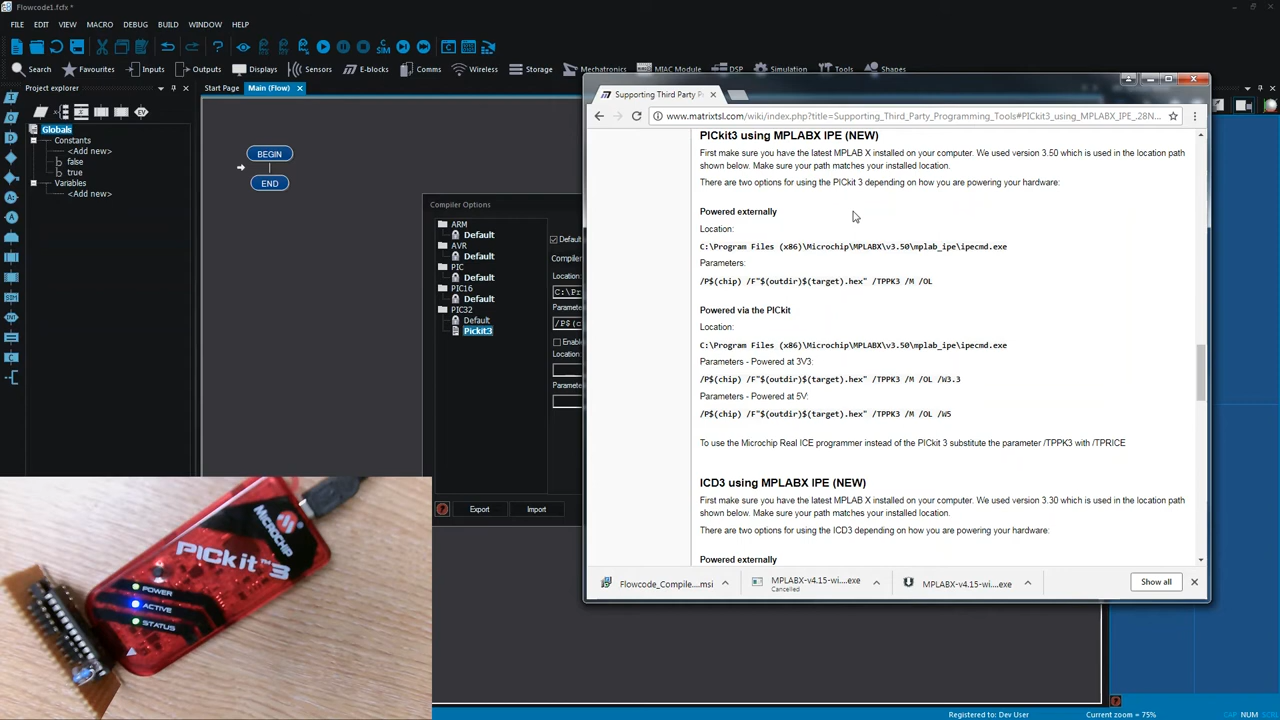 Flowcode1.fcfx *
FILE EDIT VIEW MACRO DEBUG BUILD WINDOW HELP
Search Favourites Inputs Outputs Displays Sensors E-blocks Comms Wireless Storage Mechatronics MIAC Module DSP Simulation Tools Shapes
Project explorer
Start Page Main (Flow)
Globals
Constants
<Add new>
false
true
Variables
<Add new>
BEGIN
END
Compiler Options
ARM
Default
AVR
Default
PIC
Default
PIC16
Default
PIC32
Default
Pickit3
Default
Compiler
Location:
C:\Pr
Parameter
/P$(c
Enable
Location:
Parameter
Export Import
Supporting Third Party P
www.matrixtsl.com/wiki/index.php?title=Supporting_Third_Party_Programming_Tools#PICkit3_using_MPLABX_IPE_.28N...
PICkit3 using MPLABX IPE (NEW)
First make sure you have the latest MPLAB X installed on your computer. We used version 3.50 which is used in the location path
shown below. Make sure your path matches your installed location.
There are two options for using the PICkit 3 depending on how you are powering your hardware:
Powered externally
Location:
C:\Program Files (x86)\Microchip\MPLABX\v3.50\mplab_ipe\ipecmd.exe
Parameters:
/P$(chip) /F"$(outdir)$(target).hex" /TPPK3 /M /OL
Powered via the PICkit
Location:
C:\Program Files (x86)\Microchip\MPLABX\v3.50\mplab_ipe\ipecmd.exe
Parameters - Powered at 3V3:
/P$(chip) /F"$(outdir)$(target).hex" /TPPK3 /M /OL /W3.3
Parameters - Powered at 5V:
/P$(chip) /F"$(outdir)$(target).hex" /TPPK3 /M /OL /W5
To use the Microchip Real ICE programmer instead of the PICkit 3 substitute the parameter /TPPK3 with /TPRICE
ICD3 using MPLABX IPE (NEW)
First make sure you have the latest MPLAB X installed on your computer. We used version 3.30 which is used in the location path
shown below. Make sure your path matches your installed location.
There are two options for using the ICD3 depending on how you are powering your hardware:
Powered externally
Flowcode_Compile....msi
MPLABX-v4.15-wi....exe
Cancelled
MPLABX-v4.15-wi....exe
Show all
MICROCHIP
PICkit™ 3
POWER
ACTIVE
STATUS
Registered to: Dev User
Current zoom = 75%
CAP NUM SCRL